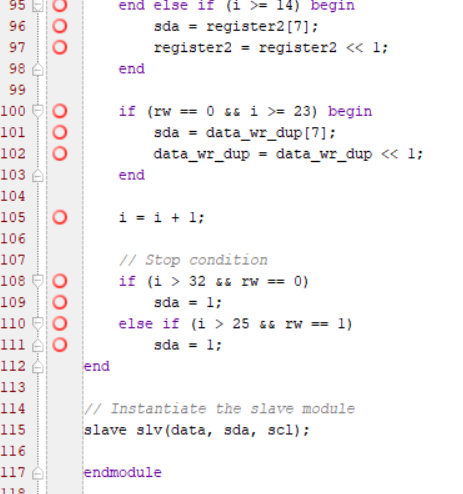 95 end else if (i >= 14) begin
96 sda = register2[7];
97 register2 = register2 << 1;
98 end
99
100 if (rw == 0 && i >= 23) begin
101 sda = data_wr_dup[7];
102 data_wr_dup = data_wr_dup << 1;
103 end
104
105 i = i + 1;
106
107 // Stop condition
108 if (i > 32 && rw == 0)
109 sda = 1;
110 else if (i > 25 && rw == 1)
111 sda = 1;
112 end
113
114 // Instantiate the slave module
115 slave slv(data, sda, scl);
116
117 endmodule
118